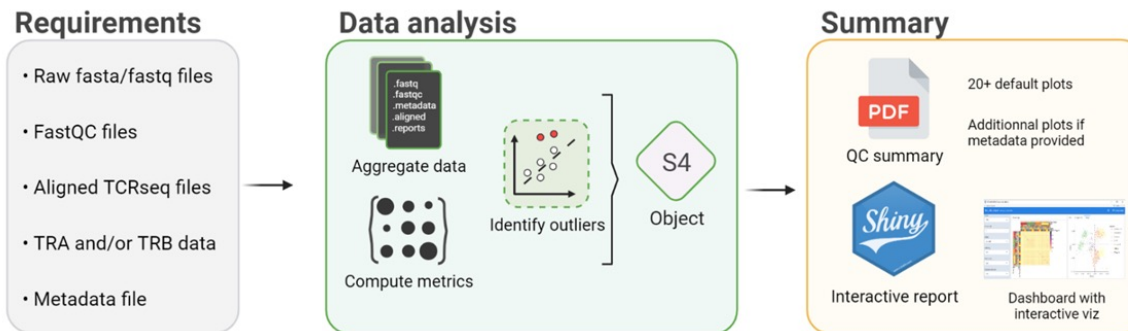 Requirements
• Raw fasta/fastq files
• FastQC files
• Aligned TCRseq files
• TRA and/or TRB data
• Metadata file
Data analysis
.fastq
.fastqc
.metadata
.aligned
.reports
Aggregate data
Compute metrics
Identify outliers
S4
Object
Summary
PDF
QC summary
20+ default plots
Additionnal plots if
metadata provided
Shiny
Interactive report
Dashboard with
interactive viz